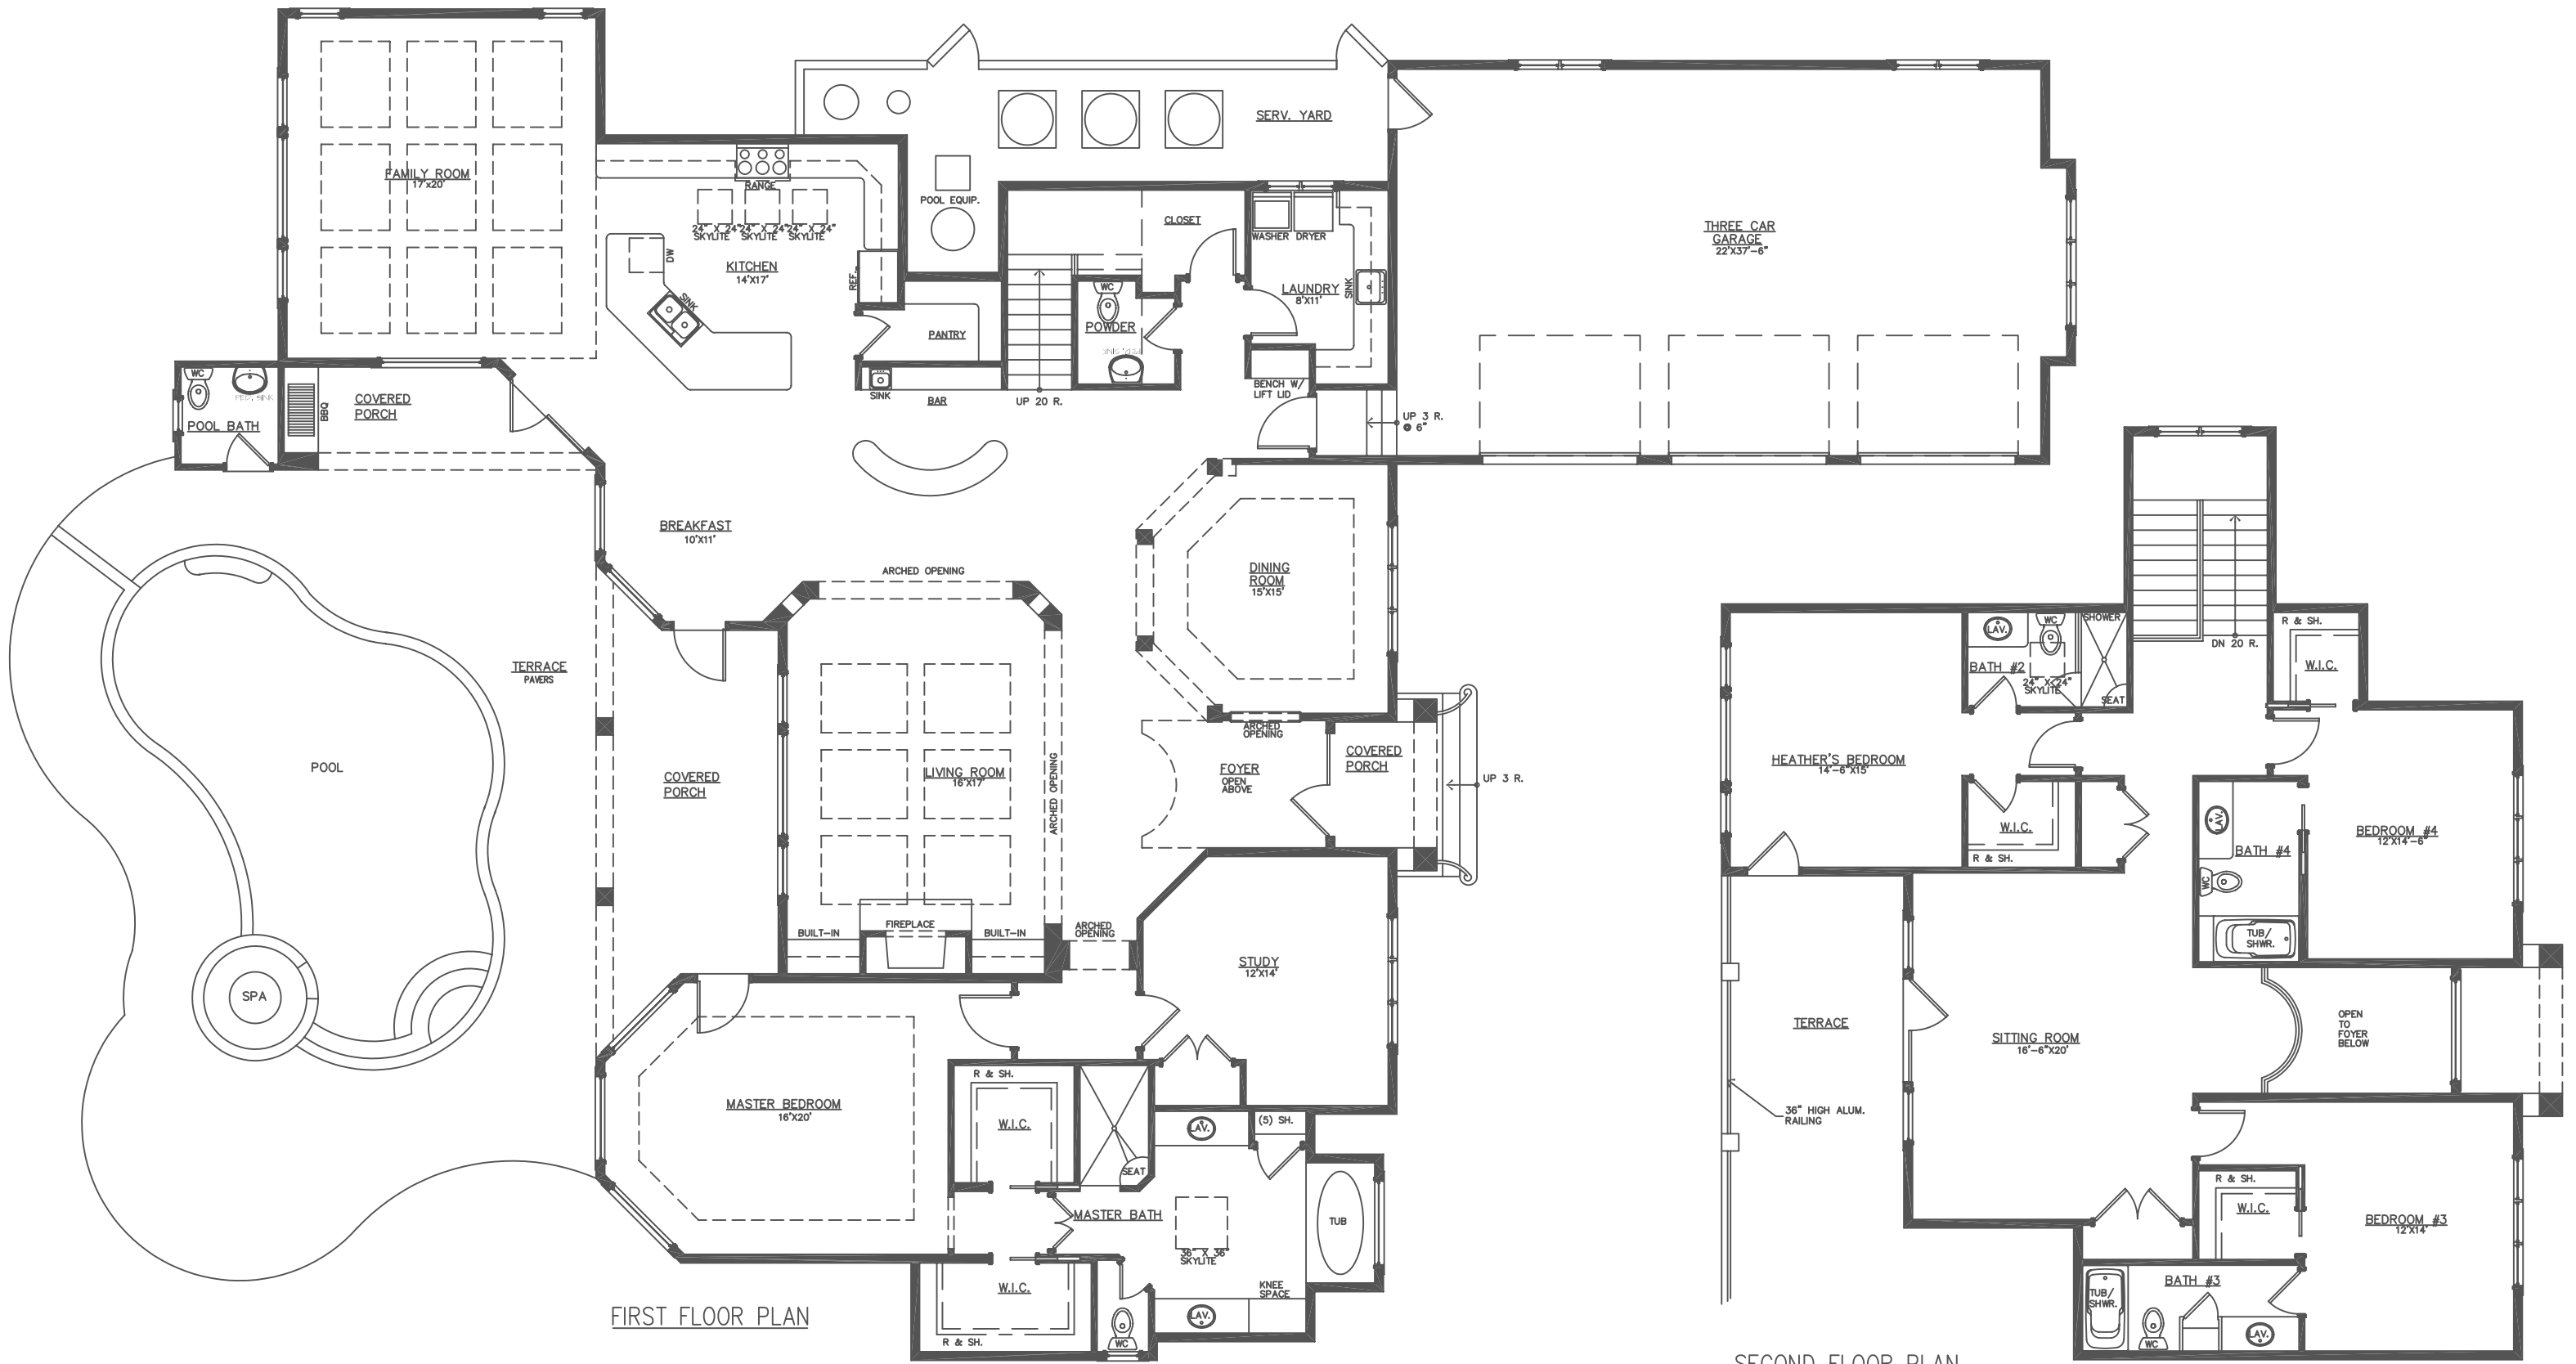 SERV. YARD
FAMILY ROOM
17'x20'
RANGE
24" X 24"
SKYLITE
24" X 24"
SKYLITE
24" X 24"
SKYLITE
KITCHEN
14'X17'
DW
SINK
REF.
PANTRY
SINK
BAR
POOL EQUIP.
CLOSET
WC
POWDER
UP 20 R.
WASHER
DRYER
LAUNDRY
8'X11'
SINK
BENCH W/
LIFT LID
UP 3 R.
@ 6"
THREE CAR
GARAGE
22'X37'-6"
WC
PED. SINK
POOL BATH
BBQ
COVERED
PORCH
BREAKFAST
10'X11'
ARCHED OPENING
DINING
ROOM
15'X15'
TERRACE
PAVERS
POOL
SPA
COVERED
PORCH
LIVING ROOM
16'X17'
ARCHED OPENING
ARCHED
OPENING
FOYER
OPEN
ABOVE
COVERED
PORCH
UP 3 R.
BUILT-IN
FIREPLACE
BUILT-IN
ARCHED
OPENING
STUDY
12'X14'
MASTER BEDROOM
16'X20'
R & SH.
W.I.C.
SEAT
LAV.
(5) SH.
MASTER BATH
36" X 36"
SKYLITE
TUB
KNEE
SPACE
W.I.C.
R & SH.
WC
LAV.
FIRST FLOOR PLAN
LAV.
WC
SHOWER
BATH #2
24" X 24"
SKYLITE
SEAT
DN 20 R.
R & SH.
W.I.C.
HEATHER'S BEDROOM
14'-6"X15'
W.I.C.
R & SH.
LAV.
BATH #4
WC
TUB/
SHWR.
BEDROOM #4
12'X14'-6"
TERRACE
SITTING ROOM
16'-6"X20'
OPEN
TO
FOYER
BELOW
36" HIGH ALUM.
RAILING
R & SH.
W.I.C.
BEDROOM #3
12'X14'
BATH #3
TUB/
SHWR.
WC
LAV.
SECOND FLOOR PLAN